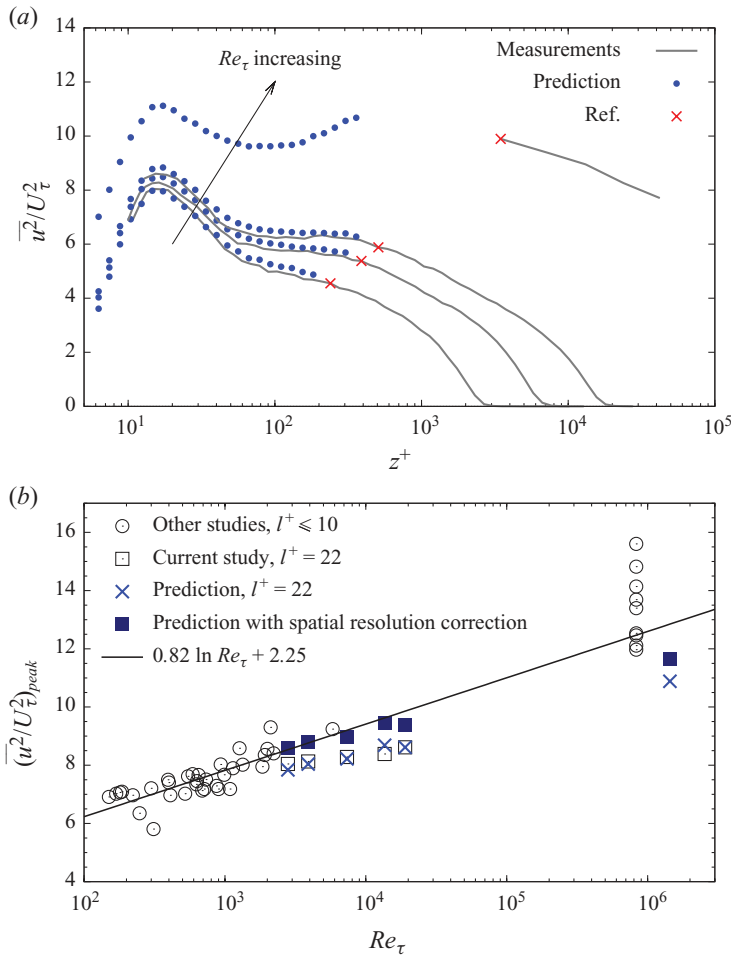 (a)
14
12
10
8
6
4
2
0
Re_τ increasing
Measurements
Prediction
Ref.
\overline{u^2}/U_τ^2
10^1
10^2
10^3
10^4
10^5
z^+
(b)
16
14
12
10
8
6
4
Other studies, l^+ ⩽ 10
Current study, l^+ = 22
Prediction, l^+ = 22
Prediction with spatial resolution correction
0.82 ln Re_τ + 2.25
(\overline{u^2}/U_τ^2)_{peak}
10^2
10^3
10^4
10^5
10^6
Re_τ